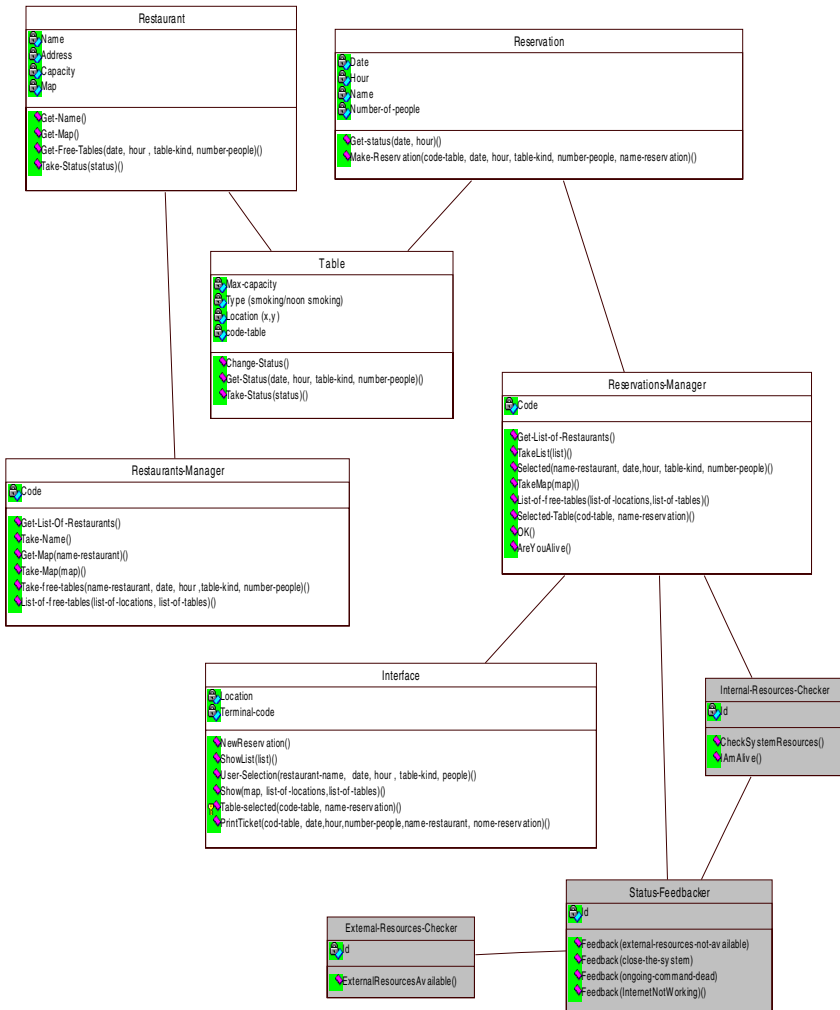 Restaurant
Name
Address
Capacity
Map
Get-Name()
Get-Map()
Get-Free-Tables(date, hour , table-kind, number-people)()
Take-Status(status)()
Reservation
Date
Hour
Name
Number-of-people
Get-status(date, hour)()
Make-Reservation(code-table, date, hour, table-kind, number-people, name-reservation)()
Table
Max-capacity
Type (smoking/noon smoking)
Location (x,y)
code-table
Change-Status()
Get-Status(date, hour, table-kind, number-people)()
Take-Status(status)()
Reservations-Manager
Code
Get-List-of-Restaurants()
TakeList(list)()
Selected(name-restaurant, date,hour, table-kind, number-people)()
TakeMap(map)()
List-of-free-tables(list-of-locations,list-of-tables)()
Selected-Table(cod-table, name-reservation)()
OK()
AreYouAlive()
Restaurants-Manager
Code
Get-List-Of-Restaurants()
Take-Name()
Get-Map(name-restaurant)()
Take-Map(map)()
Take-free-tables(name-restaurant, date, hour ,table-kind, number-people)()
List-of-free-tables(list-of-locations, list-of-tables)()
Interface
Location
Terminal-code
NewReservation()
ShowList(list)()
User-Selection(restaurant-name, date, hour , table-kind, people)()
Show(map, list-of-locations,list-of-tables)()
Table-selected(code-table, name-reservation)()
PrintTicket(cod-table, date,hour,number-people,name-restaurant, nome-reservation)()
Internal-Resources-Checker
Id
CheckSystemResources()
IAmAlive()
Status-Feedbacker
Id
Feedback(external-resources-not-available)
Feedback(close-the-system)
Feedback(ongoing-command-dead)
Feedback(InternetNotWorking)()
External-Resources-Checker
Id
ExternalResourcesAvailable()